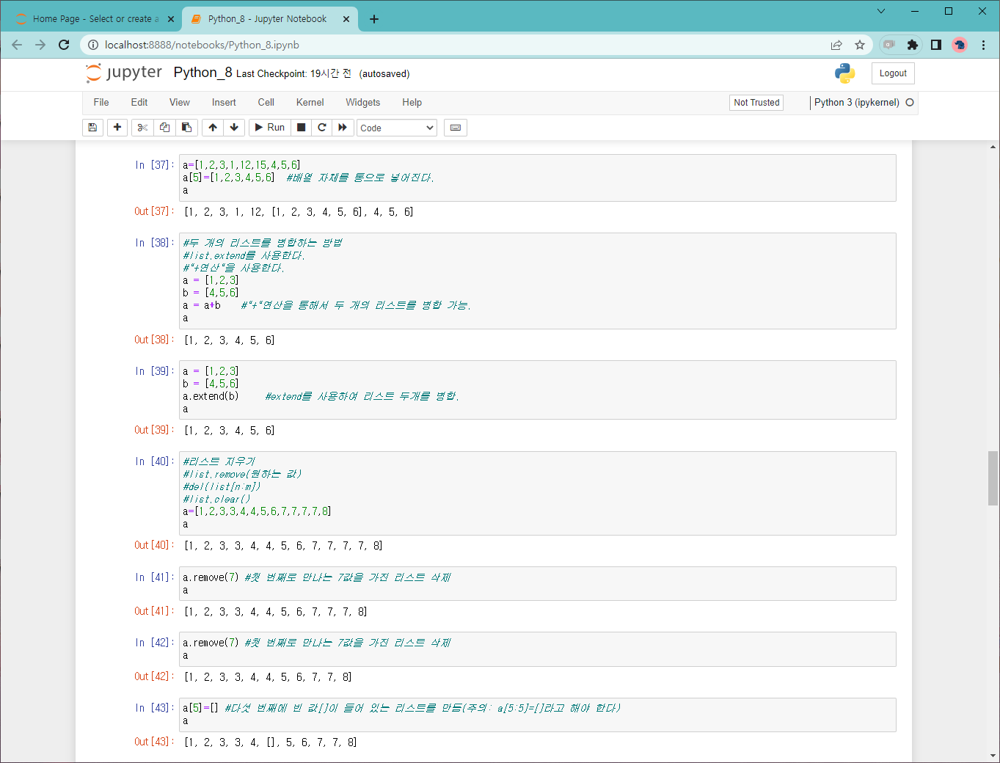 Home Page - Select or create a
Python_8 - Jupyter Notebook
localhost:8888/notebooks/Python_8.ipynb
jupyter Python_8 Last Checkpoint: 19시간 전 (autosaved)
Logout
File Edit View Insert Cell Kernel Widgets Help
Not Trusted
Python 3 (ipykernel)
Run
Code
In [37]: a=[1,2,3,1,12,15,4,5,6]
a[5]=[1,2,3,4,5,6] #배열 자체를 통으로 넣어진다.
a
Out[37]: [1, 2, 3, 1, 12, [1, 2, 3, 4, 5, 6], 4, 5, 6]
In [38]: #두 개의 리스트를 병합하는 방법
#list.extend를 사용한다.
#"+연산"을 사용한다.
a = [1,2,3]
b = [4,5,6]
a = a+b #"+"연산을 통해서 두 개의 리스트를 병합 가능.
a
Out[38]: [1, 2, 3, 4, 5, 6]
In [39]: a = [1,2,3]
b = [4,5,6]
a.extend(b) #extend를 사용하여 리스트 두개를 병합.
a
Out[39]: [1, 2, 3, 4, 5, 6]
In [40]: #리스트 지우기
#list.remove(원하는 값)
#del(list[n:m])
#list.clear()
a=[1,2,3,3,4,4,5,6,7,7,7,7,8]
a
Out[40]: [1, 2, 3, 3, 4, 4, 5, 6, 7, 7, 7, 7, 8]
In [41]: a.remove(7) #첫 번째로 만나는 7값을 가진 리스트 삭제
a
Out[41]: [1, 2, 3, 3, 4, 4, 5, 6, 7, 7, 7, 8]
In [42]: a.remove(7) #첫 번째로 만나는 7값을 가진 리스트 삭제
a
Out[42]: [1, 2, 3, 3, 4, 4, 5, 6, 7, 7, 8]
In [43]: a[5]=[] #다섯 번째에 빈 값[]이 들어 있는 리스트를 만듬(주의: a[5:5]=[]라고 해야 한다)
a
Out[43]: [1, 2, 3, 3, 4, [], 5, 6, 7, 7, 8]